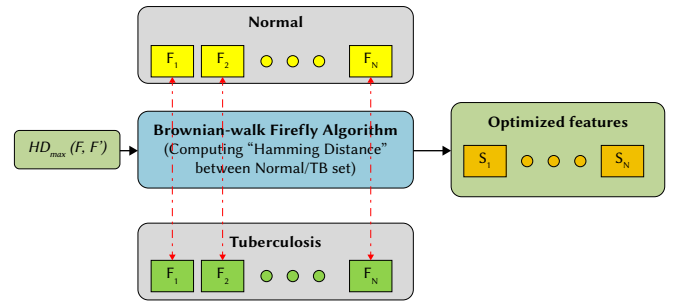 Normal
F1 F2 FN
Brownian-walk Firefly Algorithm
(Computing “Hamming Distance”
between Normal/TB set)
HDmax (F, F’)
Optimized features
S1 SN
Tuberculosis
F1 F2 FN